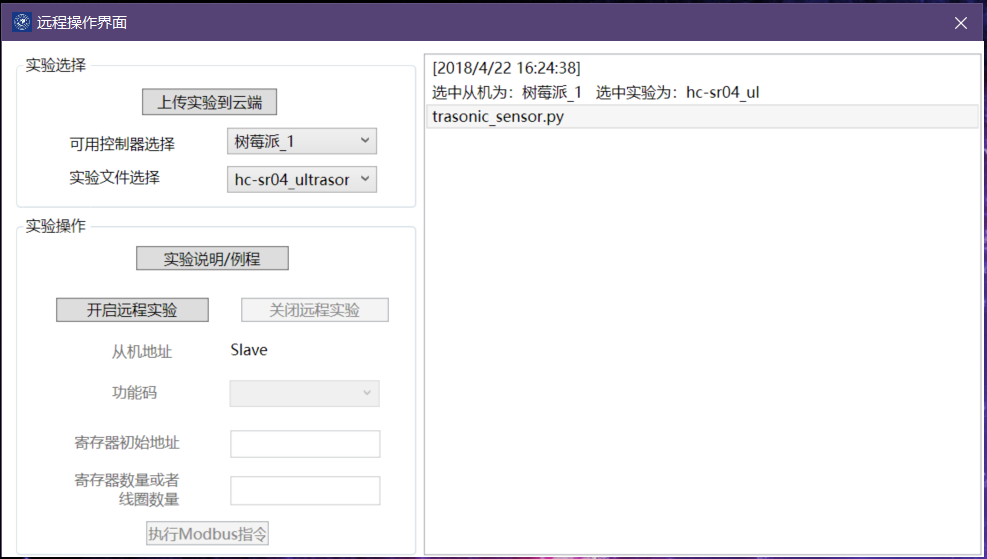 远程操作界面
实验选择
上传实验到云端
可用控制器选择
树莓派_1
实验文件选择
hc-sr04_ultrasor
实验操作
实验说明/例程
开启远程实验
关闭远程实验
从机地址
Slave
功能码
寄存器初始地址
寄存器数量或者
线圈数量
执行Modbus指令
[2018/4/22 16:24:38]
选中从机为：树莓派_1 选中实验为：hc-sr04_ul
trasonic_sensor.py